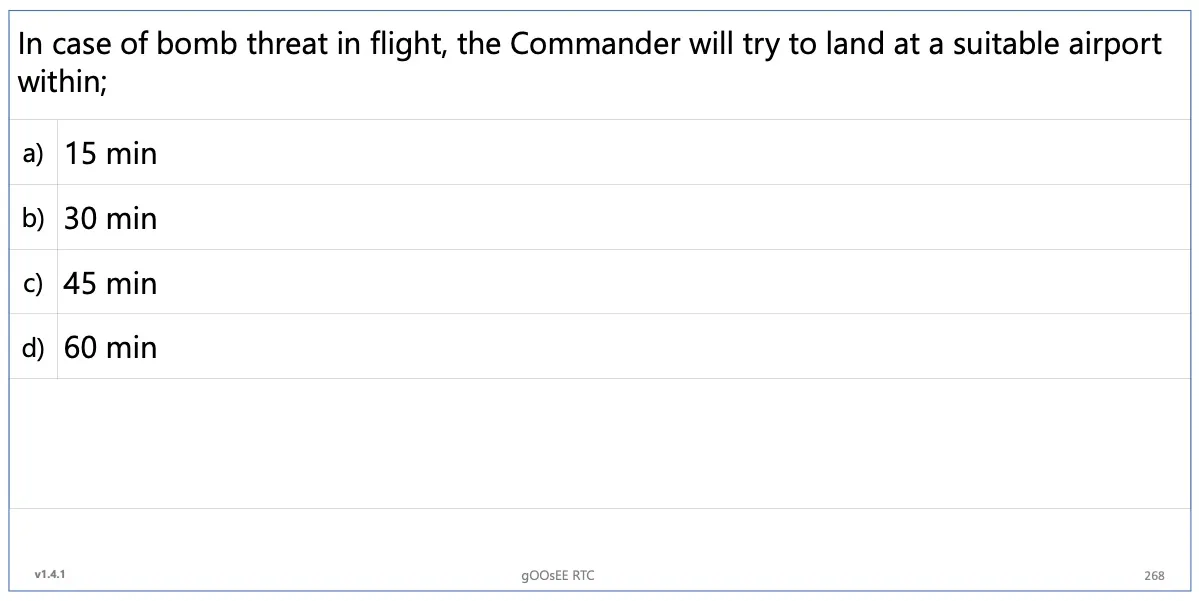 In case of bomb threat in flight, the Commander will try to land at a suitable airport
within;
a) 15 min
b) 30 min
c) 45 min
d) 60 min
v1.4.1 gOOsEE RTC 268